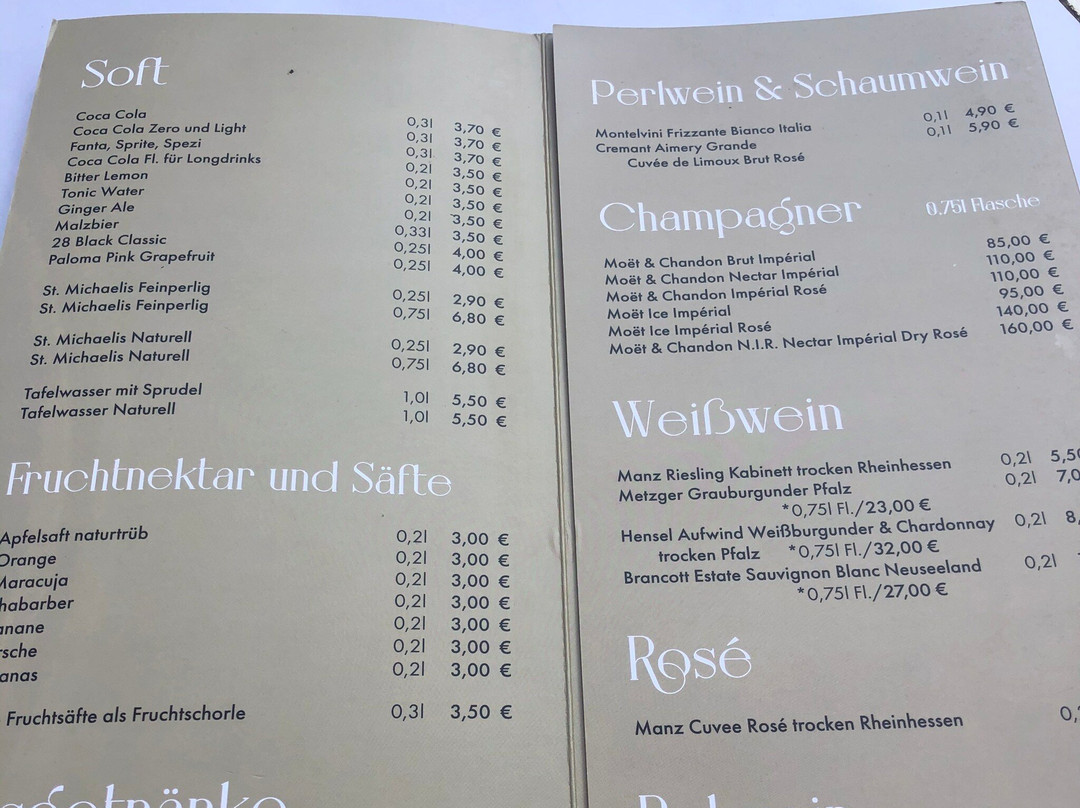 Soft
Coca Cola 0,3l 3,70 €
Coca Cola Zero und Light 0,3l 3,70 €
Fanta, Sprite, Spezi 0,3l 3,70 €
Coca Cola Fl. für Longdrinks 0,2l 3,50 €
Bitter Lemon 0,2l 3,50 €
Tonic Water 0,2l 3,50 €
Ginger Ale 0,2l 3,50 €
Malzbier 0,33l 3,50 €
28 Black Classic 0,25l 4,00 €
Paloma Pink Grapefruit 0,25l 4,00 €
St. Michaelis Feinperlig 0,25l 2,90 €
St. Michaelis Feinperlig 0,75l 6,80 €
St. Michaelis Naturell 0,25l 2,90 €
St. Michaelis Naturell 0,75l 6,80 €
Tafelwasser mit Sprudel 1,0l 5,50 €
Tafelwasser Naturell 1,0l 5,50 €
Fruchtnektar und Säfte
Apfelsaft naturtrüb 0,2l 3,00 €
Orange 0,2l 3,00 €
Maracuja 0,2l 3,00 €
habarber 0,2l 3,00 €
anane 0,2l 3,00 €
rsche 0,2l 3,00 €
anas 0,2l 3,00 €
Fruchtsäfte als Fruchtschorle 0,3l 3,50 €
Perlwein & Schaumwein
Montelvini Frizzante Bianco Italia 0,1l 4,90 €
Cremant Aimery Grande 0,1l 5,90 €
Cuvée de Limoux Brut Rosé
Champagner 0.75l Flasche
Moët & Chandon Brut Impérial 85,00 €
Moët & Chandon Nectar Impérial 110,00 €
Moët & Chandon Impérial Rosé 110,00 €
Moët Ice Impérial 95,00 €
Moët Ice Impérial Rosé 140,00 €
Moët & Chandon N.I.R. Nectar Impérial Dry Rosé 160,00 €
Weißwein
Manz Riesling Kabinett trocken Rheinhessen 0,2l 5,50
Metzger Grauburgunder Pfalz 0,2l 7,0
*0,75l Fl./23,00 €
Hensel Aufwind Weißburgunder & Chardonnay 0,2l 8,
trocken Pfalz *0,75l Fl./32,00 €
Brancott Estate Sauvignon Blanc Neuseeland 0,2l
*0,75l Fl./27,00 €
Rosé
Manz Cuvee Rosé trocken Rheinhessen